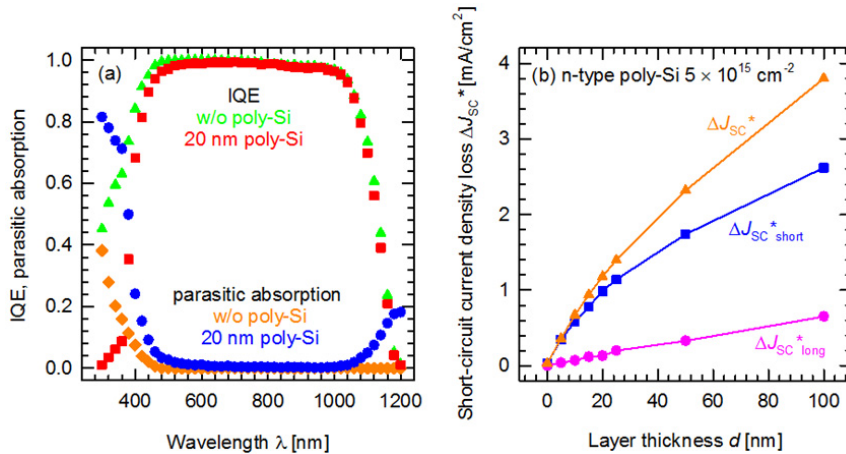 (a)
IQE
w/o poly-Si
20 nm poly-Si
parasitic absorption
w/o poly-Si
20 nm poly-Si
IQE, parasitic absorption
1.0
0.8
0.6
0.4
0.2
0.0
400 600 800 1000 1200
Wavelength λ [nm]
(b) n-type poly-Si 5 × 10¹⁵ cm⁻²
ΔJSC*
ΔJSC*short
ΔJSC*long
Short-circuit current density loss ΔJSC* [mA/cm²]
4
3
2
1
0
0 20 40 60 80 100
Layer thickness d [nm]